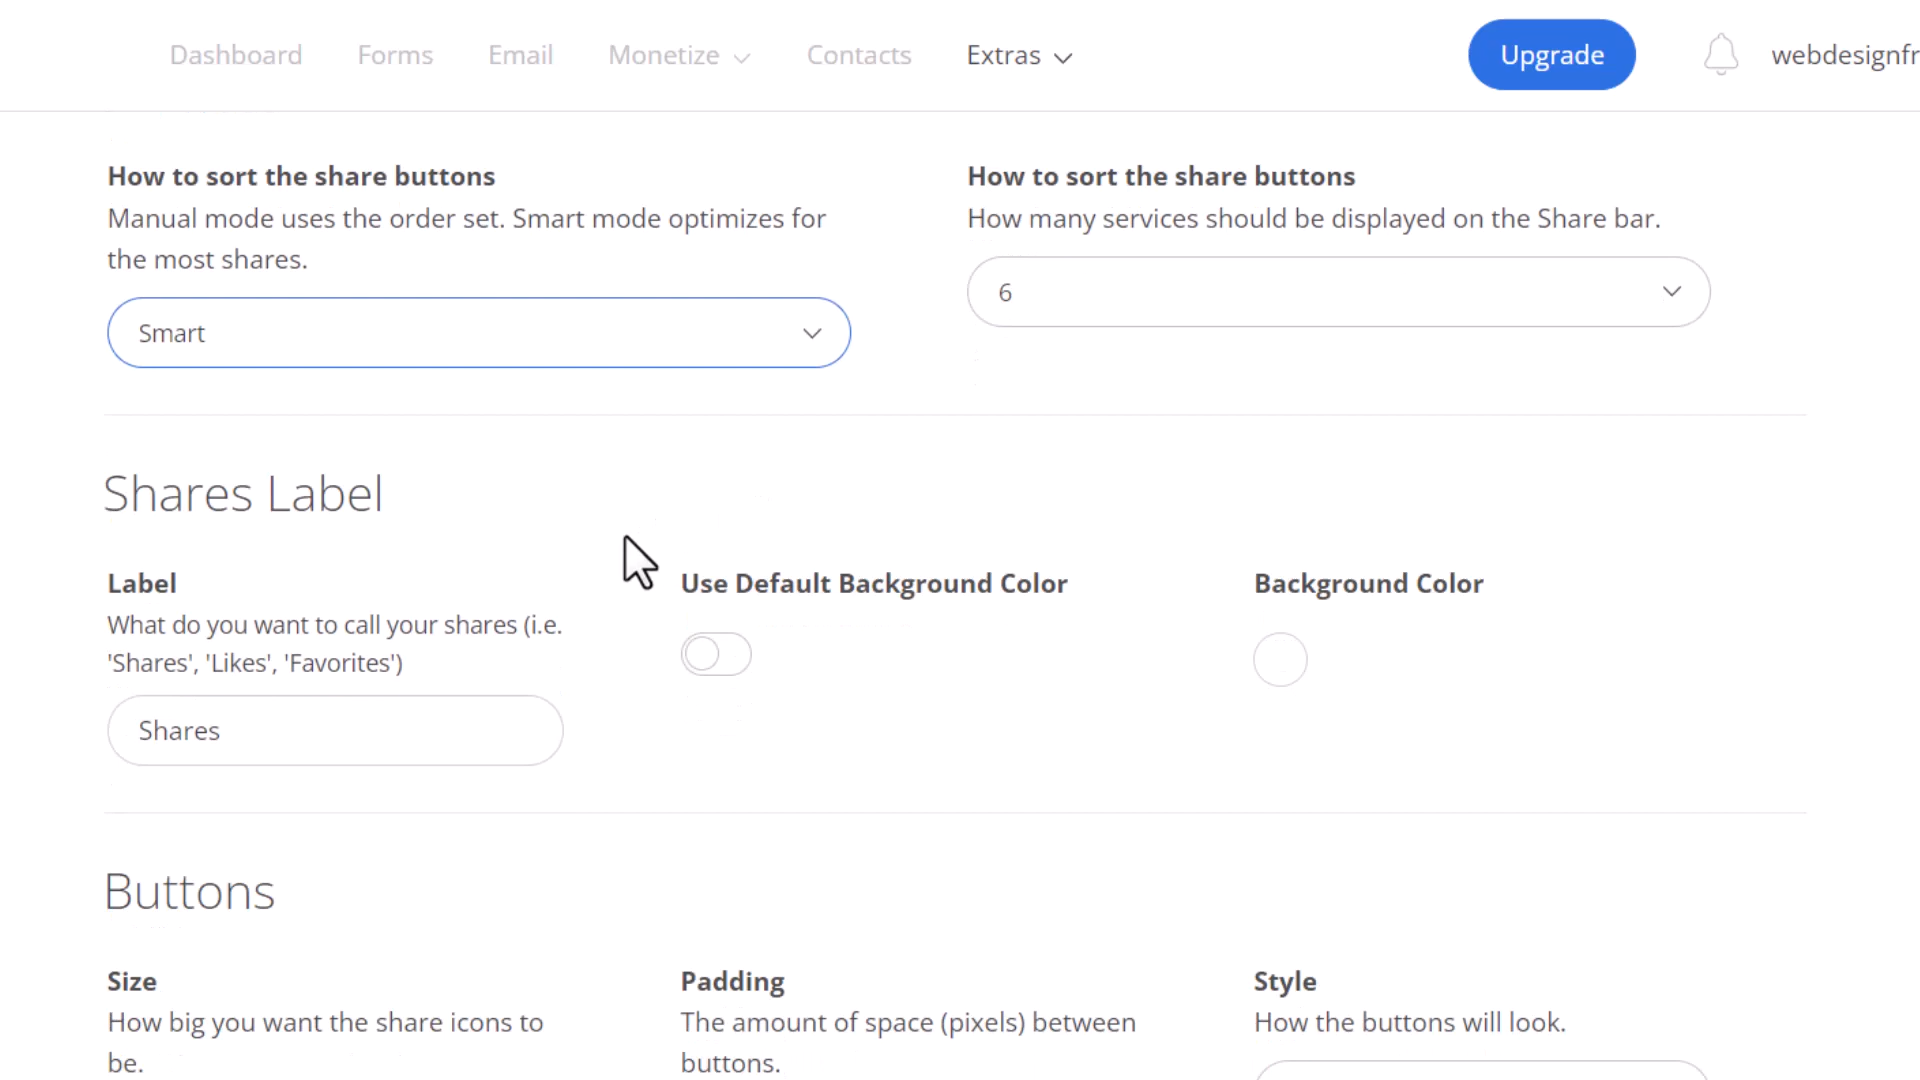 Dashboard Forms Email Monetize Contacts Extras Upgrade webdesignfr
How to sort the share buttons
Manual mode uses the order set. Smart mode optimizes for
the most shares.
Smart
How to sort the share buttons
How many services should be displayed on the Share bar.
6
Shares Label
Label
What do you want to call your shares (i.e.
'Shares', 'Likes', 'Favorites')
Shares
Use Default Background Color
Background Color
Buttons
Size
How big you want the share icons to
be.
Padding
The amount of space (pixels) between
buttons.
Style
How the buttons will look.